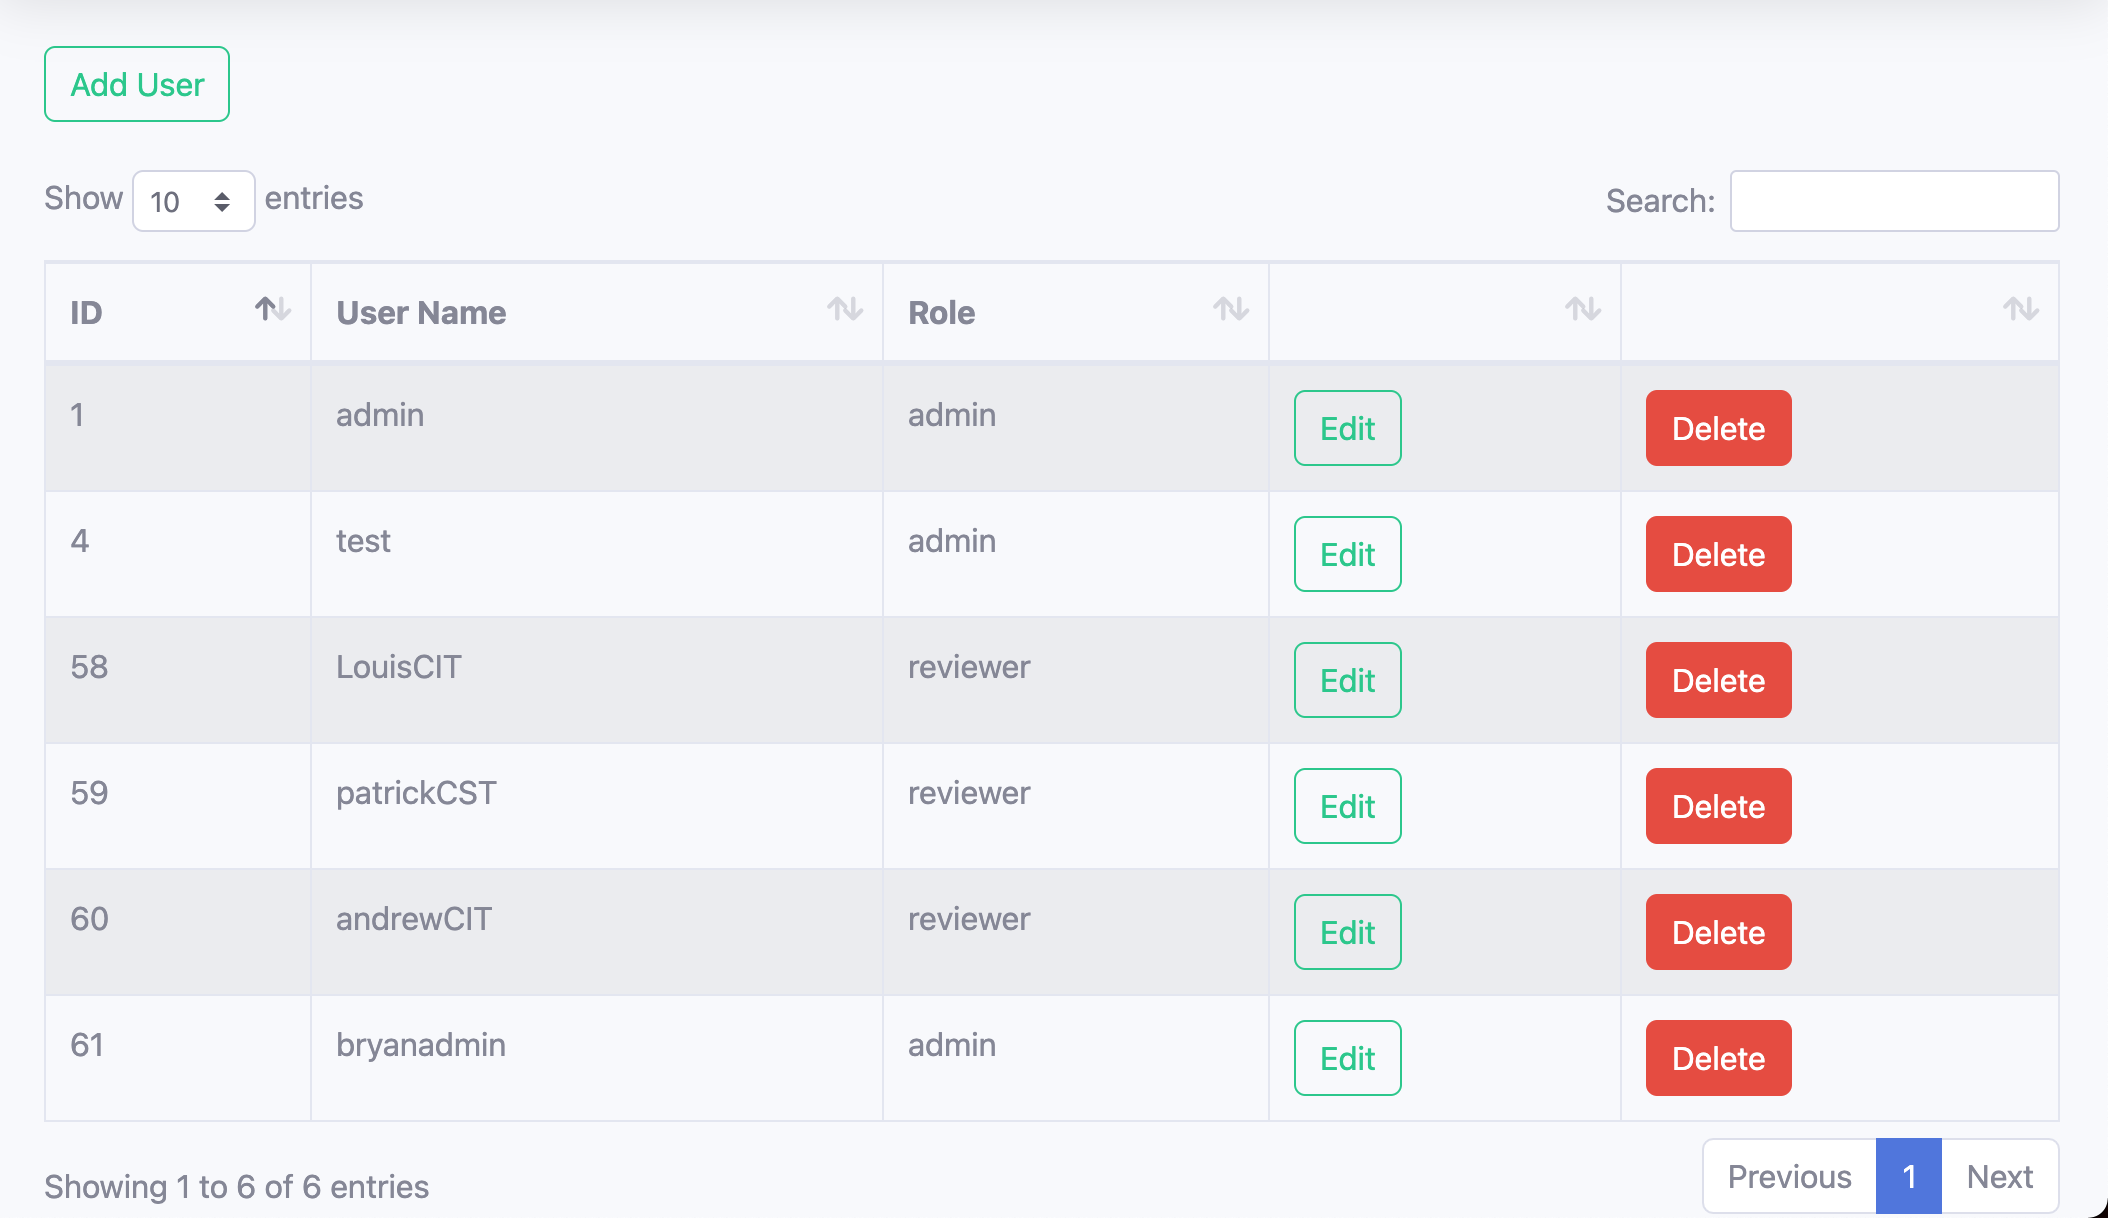 Add User
Show 10 entries
Search:
ID User Name Role
1 admin admin Edit Delete
4 test admin Edit Delete
58 LouisCIT reviewer Edit Delete
59 patrickCST reviewer Edit Delete
60 andrewCIT reviewer Edit Delete
61 bryanadmin admin Edit Delete
Showing 1 to 6 of 6 entries
Previous 1 Next